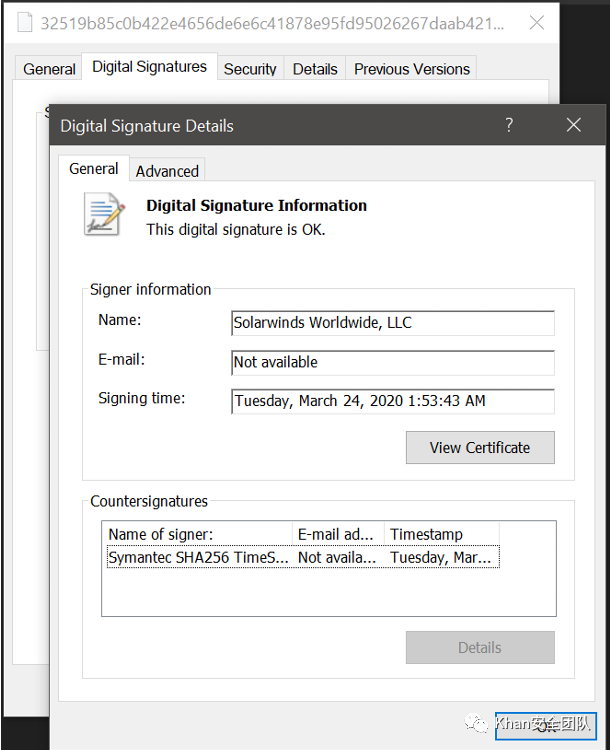 32519b85c0b422e4656de6e6c41878e95fd95026267daab421...
General Digital Signatures Security Details Previous Versions
S
Digital Signature Details ?
General Advanced
Digital Signature Information
This digital signature is OK.
Signer information
Name: Solarwinds Worldwide, LLC
E-mail: Not available
Signing time: Tuesday, March 24, 2020 1:53:43 AM
View Certificate
Countersignatures
Name of signer: E-mail ad... Timestamp
Symantec SHA256 TimeS... Not availa... Tuesday, Mar...
Details
OK
Khan安全团队